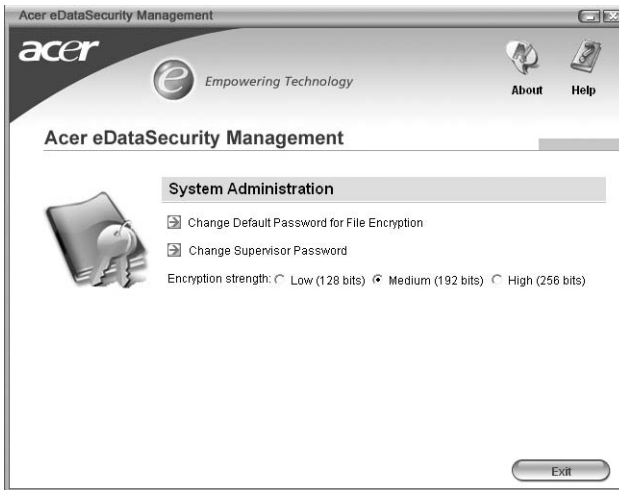 Acer eDataSecurity Management
acer
e Empowering Technology
About Help
Acer eDataSecurity Management
System Administration
Change Default Password for File Encryption
Change Supervisor Password
Encryption strength: Low (128 bits) Medium (192 bits) High (256 bits)
Exit